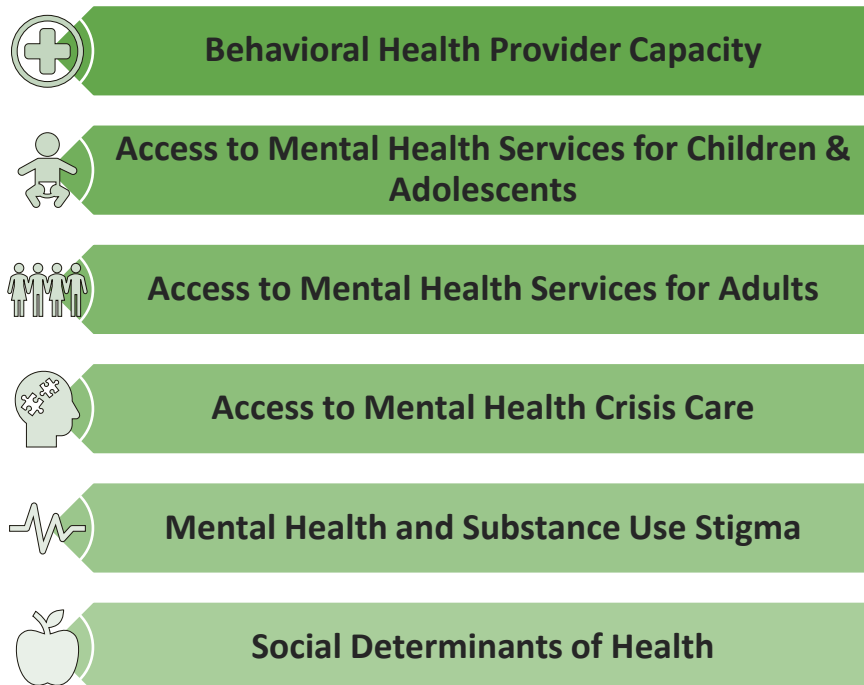 Behavioral Health Provider Capacity
Access to Mental Health Services for Children &
Adolescents
Access to Mental Health Services for Adults
Access to Mental Health Crisis Care
Mental Health and Substance Use Stigma
Social Determinants of Health